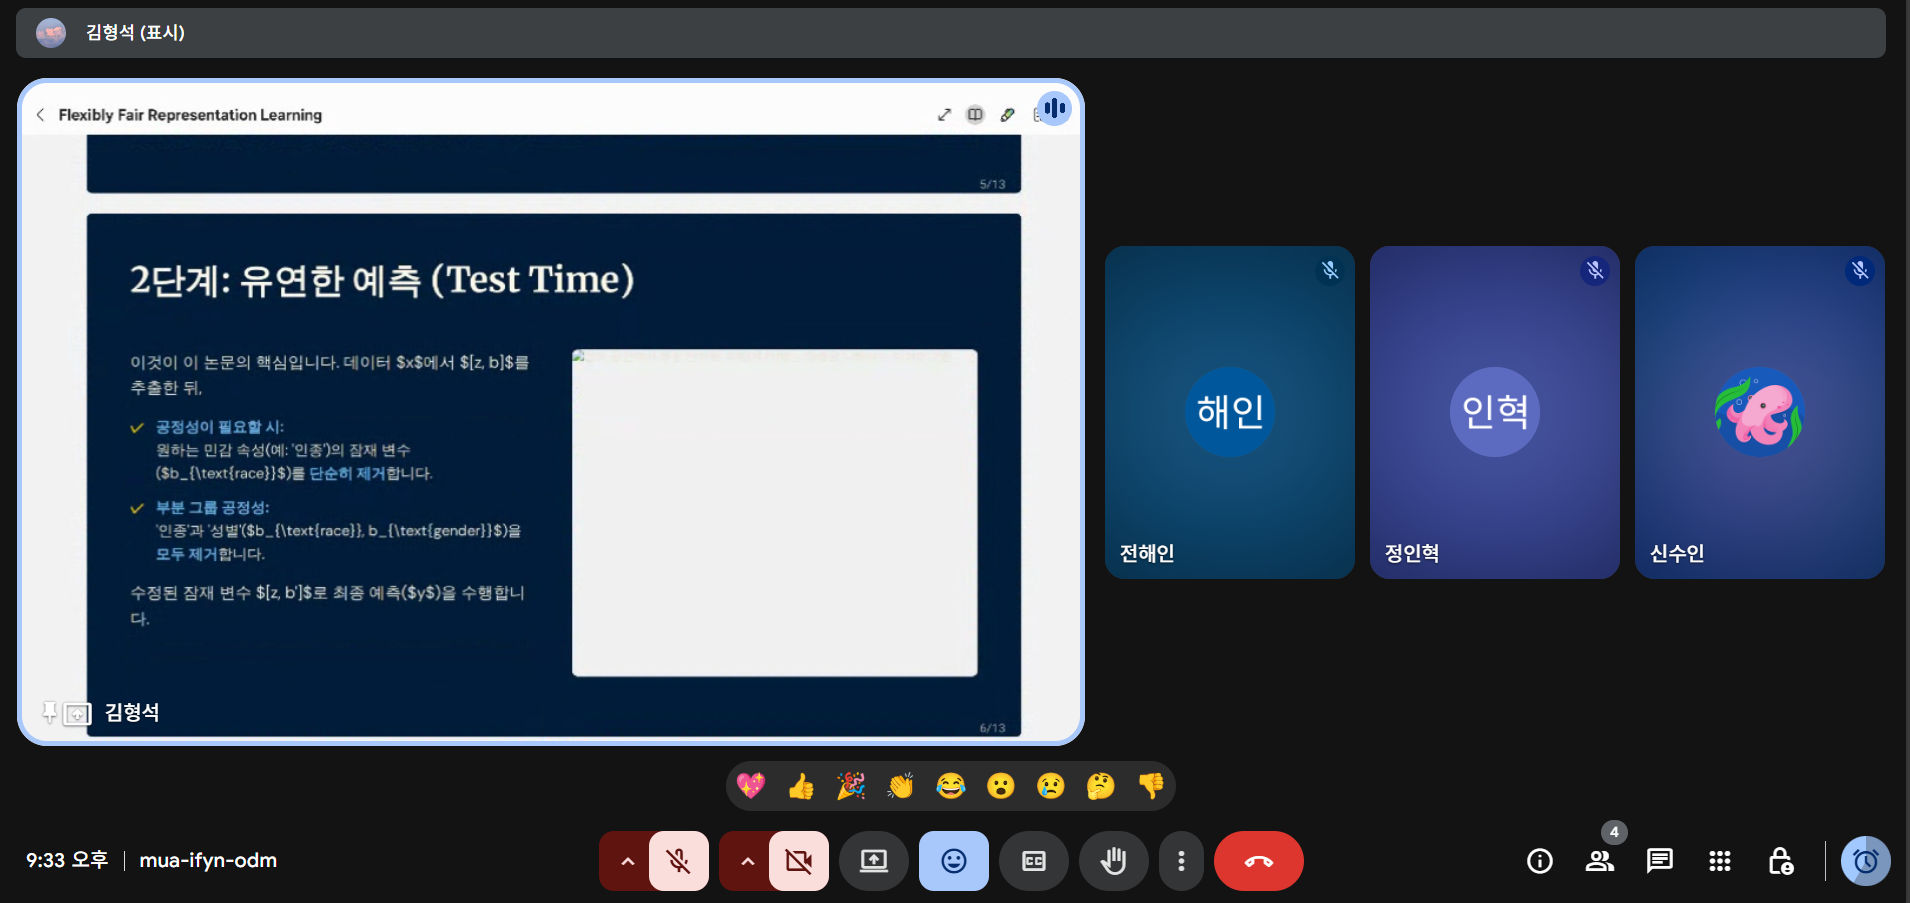 김형석 (표시)
Flexibly Fair Representation Learning
5/13
2단계: 유연한 예측 (Test Time)
이것이 이 논문의 핵심입니다. 데이터 $x$에서 $[z, b]$를
추출한 뒤,
공정성이 필요할 시:
원하는 민감 속성(예: '인종')의 잠재 변수
($b_{\text{race}}$)를 단순히 제거합니다.
부분 그룹 공정성:
'인종'과 '성별'($b_{\text{race}}, b_{\text{gender}}$)을
모두 제거합니다.
수정된 잠재 변수 $[z, b']$로 최종 예측($y$)을 수행합니
다.
6/13
김형석
해인
전해인
인혁
정인혁
신수인
9:33 오후
mua-ifyn-odm
CC
4